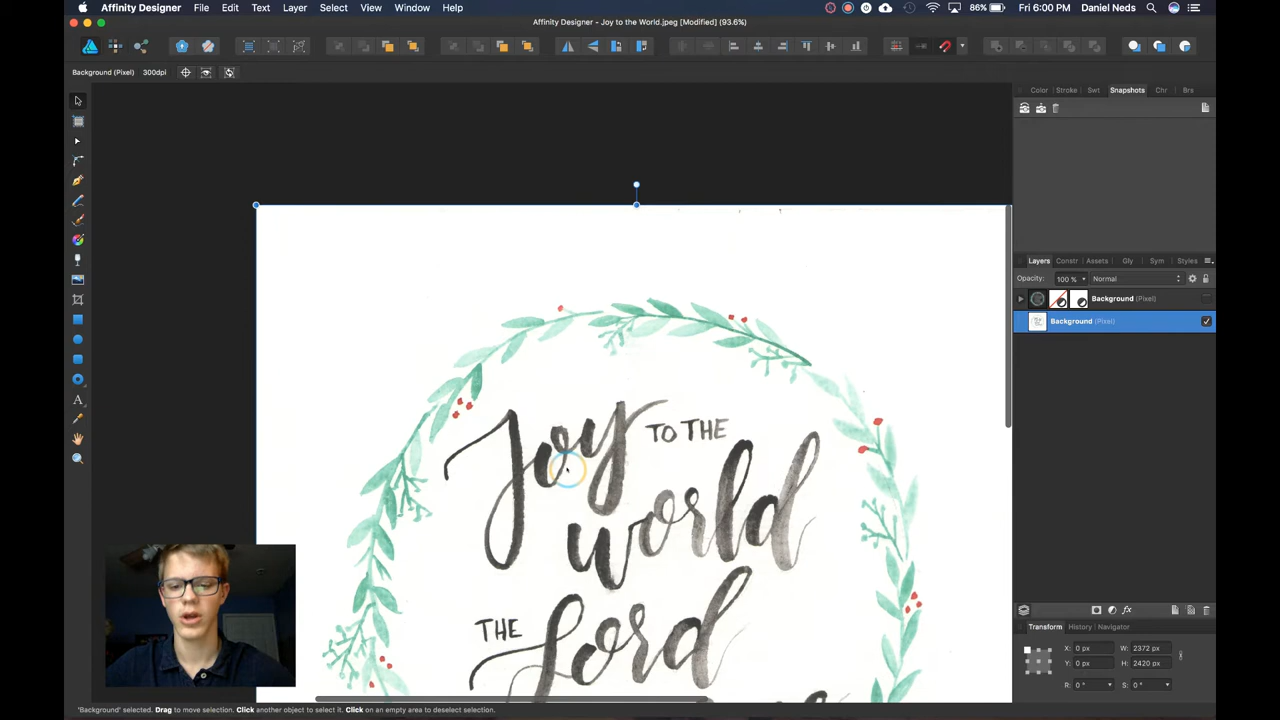 Affinity Designer File Edit Text Layer Select View Window Help
86% Fri 6:00 PM Daniel Neds
Affinity Designer - Joy to the World.jpeg [Modified] (93.6%)
Background (Pixel) 300dpi
Color Stroke Swt Snapshots Chr Brs
Joy TO THE
world
THE Lord
Layers Constr Assets Gly Sym Styles
Opacity: 100 % Normal
Background (Pixel)
Background (Pixel)
Transform History Navigator
X: 0 px W: 2372 px
Y: 0 px H: 2420 px
R: 0 ° S: 0 °
'Background' selected. Drag to move selection. Click another object to select it. Click on an empty area to deselect selection.